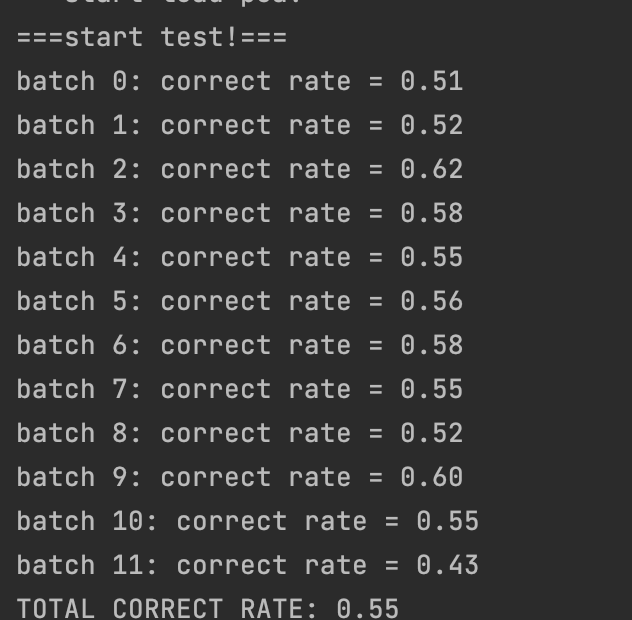 ===start test!===
batch 0: correct rate = 0.51
batch 1: correct rate = 0.52
batch 2: correct rate = 0.62
batch 3: correct rate = 0.58
batch 4: correct rate = 0.55
batch 5: correct rate = 0.56
batch 6: correct rate = 0.58
batch 7: correct rate = 0.55
batch 8: correct rate = 0.52
batch 9: correct rate = 0.60
batch 10: correct rate = 0.55
batch 11: correct rate = 0.43
TOTAL CORRECT RATE: 0.55